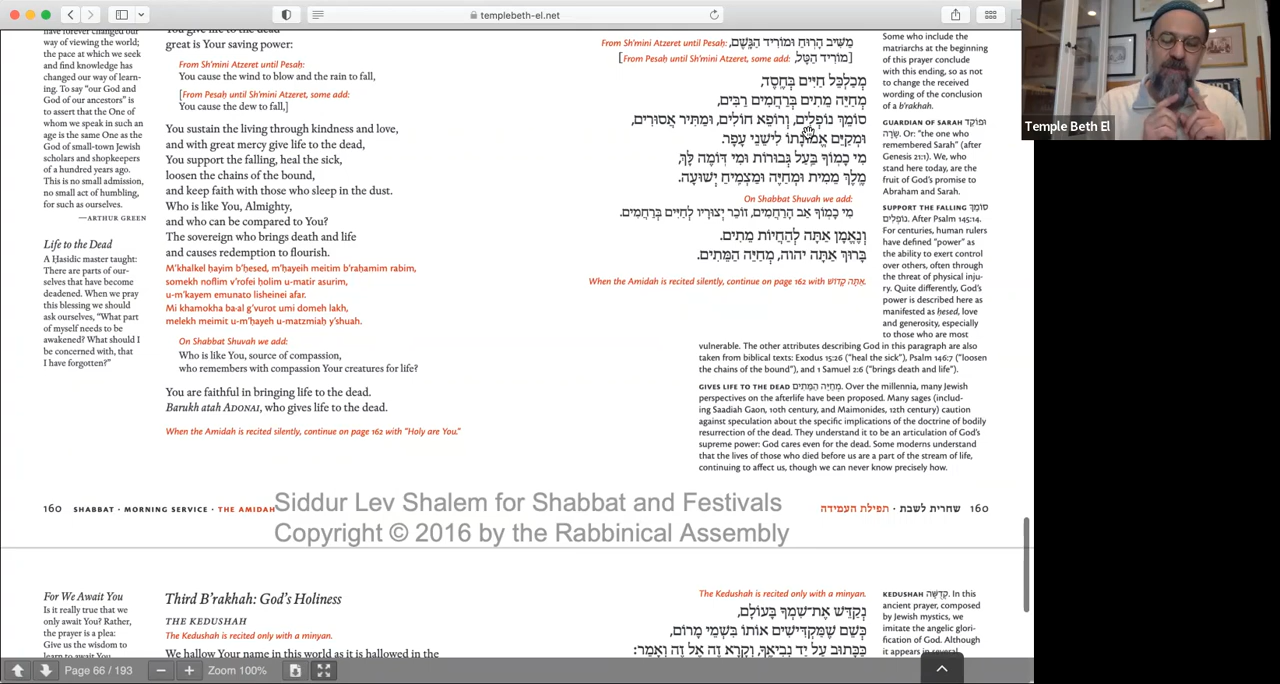 templebeth-el.net
Temple Beth El
have forever changed our
way of viewing the world;
the pace at which we seek
and find knowledge has
changed our way of learn-
ing. To say “our God and
God of our ancestors” is
to assert that the One of
whom we speak in such an
age is the same One as the
God of small-town Jewish
scholars and shopkeepers
of a hundred years ago.
This is no small admission,
no small act of humbling,
for such as ourselves.
—ARTHUR GREEN
Life to the Dead
A Ḥasidic master taught:
There are parts of our-
selves that have become
deadened. When we pray
this blessing we should
ask ourselves, “What part
of myself needs to be
awakened? What should I
be concerned with, that
I have forgotten?”
You give life to the dead—
great is Your saving power:
From Sh’mini Atzeret until Pesaḥ:
You cause the wind to blow and the rain to fall,
[From Pesaḥ until Sh’mini Atzeret, some add:
You cause the dew to fall,]
You sustain the living through kindness and love,
and with great mercy give life to the dead,
You support the falling, heal the sick,
loosen the chains of the bound,
and keep faith with those who sleep in the dust.
Who is like You, Almighty,
and who can be compared to You?
The sovereign who brings death and life
and causes redemption to flourish.
M’khalkel ḥayim b’ḥesed, m’ḥayeih meitim b’raḥamim rabim,
somekh noflim v’rofei ḥolim u-matir asurim,
u-m’kayem emunato lisheinei afar.
Mi khamokha ba·al g’vurot umi domeh lakh,
melekh meimit u-m’ḥayeh u-matzmiaḥ y’shuah.
On Shabbat Shuvah we add:
Who is like You, source of compassion,
who remembers with compassion Your creatures for life?
You are faithful in bringing life to the dead.
Barukh atah ADONAI, who gives life to the dead.
When the Amidah is recited silently, continue on page 162 with “Holy are You.”
From Sh’mini Atzeret until Pesaḥ: מַשִּׁיב הָרֽוּחַ וּמוֹרִיד הַגָּֽשֶׁם,
[From Pesaḥ until Sh’mini Atzeret, some add: מוֹרִיד הַטָּל,]
מְכַלְכֵּל חַיִּים בְּחֶֽסֶד,
מְחַיֵּה מֵתִים בְּרַחֲמִים רַבִּים,
סוֹמֵךְ נוֹפְלִים, וְרוֹפֵא חוֹלִים, וּמַתִּיר אֲסוּרִים,
וּמְקַיֵּם אֱמוּנָתוֹ לִישֵׁנֵי עָפָר.
מִי כָמֽוֹךָ בַּֽעַל גְּבוּרוֹת וּמִי דּֽוֹמֶה לָּךְ,
מֶֽלֶךְ מֵמִית וּמְחַיֶּה וּמַצְמִֽיחַ יְשׁוּעָה.
On Shabbat Shuvah we add:
מִי כָמֽוֹךָ אַב הָרַחֲמִים, זוֹכֵר יְצוּרָיו לְחַיִּים בְּרַחֲמִים.
וְנֶאֱמָן אַתָּה לְהַחֲיוֹת מֵתִים.
בָּרוּךְ אַתָּה יהוה, מְחַיֵּה הַמֵּתִים.
When the Amidah is recited silently, continue on page 162 with אַתָּה קָדוֹשׁ.
Some who include the
matriarchs at the beginning
of this prayer conclude
with this ending, so as not
to change the received
wording of the conclusion
of a b’rakhah.
GUARDIAN OF SARAH וּפוֹקֵד
שָׂרָה. Or: “the one who
remembered Sarah” (after
Genesis 21:1). We, who
stand here today, are the
fruit of God’s promise to
Abraham and Sarah.
SUPPORT THE FALLING סוֹמֵךְ
נוֹפְלִים. After Psalm 145:14.
For centuries, human rulers
have defined “power” as
the ability to exert control
over others, often through
the threat of physical inju-
ry. Quite differently, God’s
power is described here as
manifested as ḥesed, love
and generosity, especially
to those who are most
vulnerable. The other attributes describing God in this paragraph are also
taken from biblical texts: Exodus 15:26 (“heal the sick”), Psalm 146:7 (“loosen
the chains of the bound”), and 1 Samuel 2:6 (“brings death and life”).
GIVES LIFE TO THE DEAD מְחַיֵּה הַמֵּתִים. Over the millennia, many Jewish
perspectives on the afterlife have been proposed. Many sages (includ-
ing Saadiah Gaon, 10th century, and Maimonides, 12th century) caution
against speculation about the specific implications of the doctrine of bodily
resurrection of the dead. They understand it to be an articulation of God’s
supreme power: God cares even for the dead. Some moderns understand
that the lives of those who died before us are a part of the stream of life,
continuing to affect us, though we can never know precisely how.
160 SHABBAT · MORNING SERVICE · THE AMIDAH
Siddur Lev Shalem for Shabbat and Festivals
Copyright © 2016 by the Rabbinical Assembly
שחרית לשבת · תפילת העמידה 160
For We Await You
Is it really true that we
only await You? Rather,
the prayer is a plea:
Give us the wisdom to
Third B’rakhah: God’s Holiness
THE KEDUSHAH
The Kedushah is recited only with a minyan.
We hallow Your name in this world as it is hallowed in the
The Kedushah is recited only with a minyan.
נְקַדֵּשׁ אֶת־שִׁמְךָ בָּעוֹלָם,
כְּשֵׁם שֶׁמַּקְדִּישִׁים אוֹתוֹ בִּשְׁמֵי מָרוֹם,
כַּכָּתוּב עַל יַד נְבִיאֶֽךָ, וְקָרָא זֶה אֶל זֶה וְאָמַר:
KEDUSHAH קְדֻשָּׁה. In this
ancient prayer, composed
by Jewish mystics, we
imitate the angelic glori-
fication of God. Although
it appears in several
Page 66 / 193
Zoom 100%